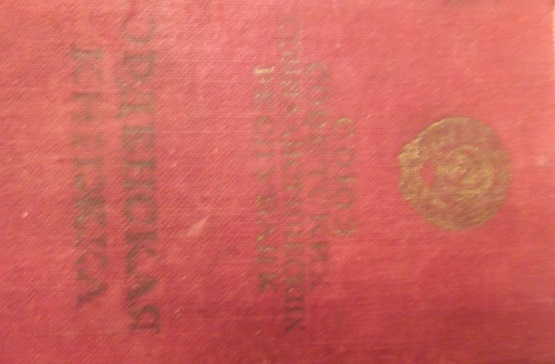 СОЮЗ
СОВЕТСКИХ
СОЦИАЛИСТИЧЕСКИХ
РЕСПУБЛИК
ОРДЕНСКАЯ
КНИЖКА